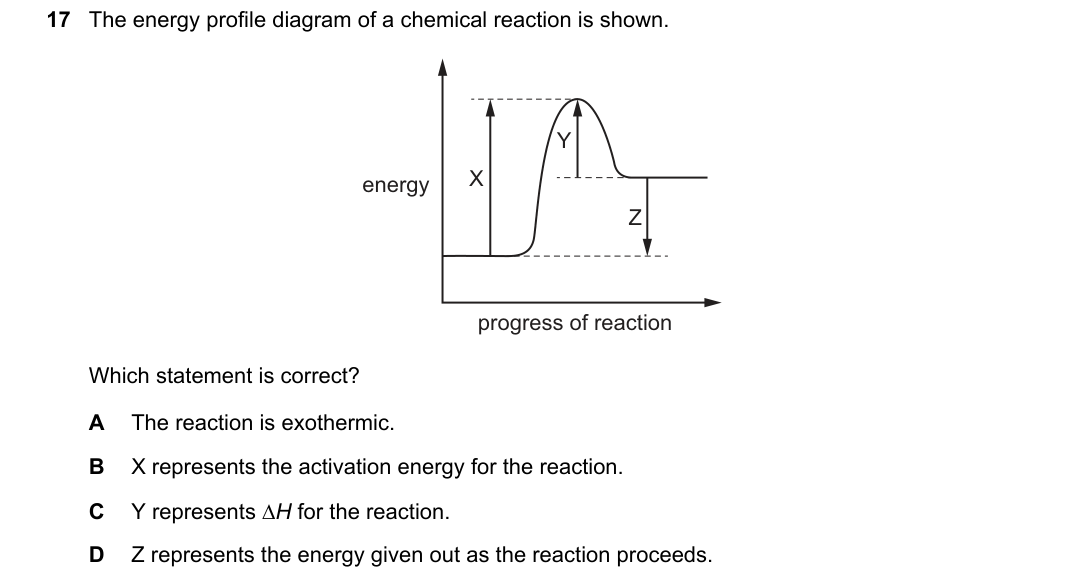 17 The energy profile diagram of a chemical reaction is shown.
Y
X
energy
Z
progress of reaction
Which statement is correct?
A The reaction is exothermic.
B X represents the activation energy for the reaction.
C Y represents ΔH for the reaction.
D Z represents the energy given out as the reaction proceeds.